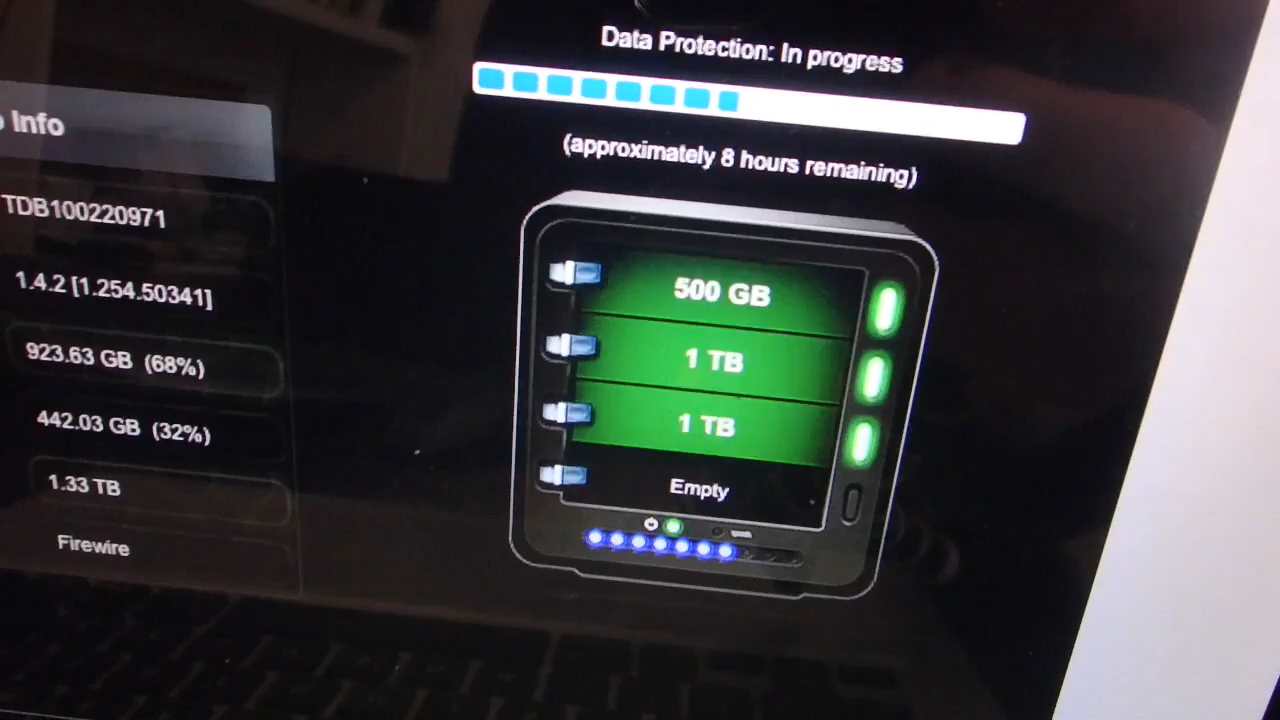 Info
TDB100220971
1.4.2 [1.254.50341]
923.63 GB (68%)
442.03 GB (32%)
1.33 TB
Firewire
Data Protection: In progress
(approximately 8 hours remaining)
500 GB
1 TB
1 TB
Empty